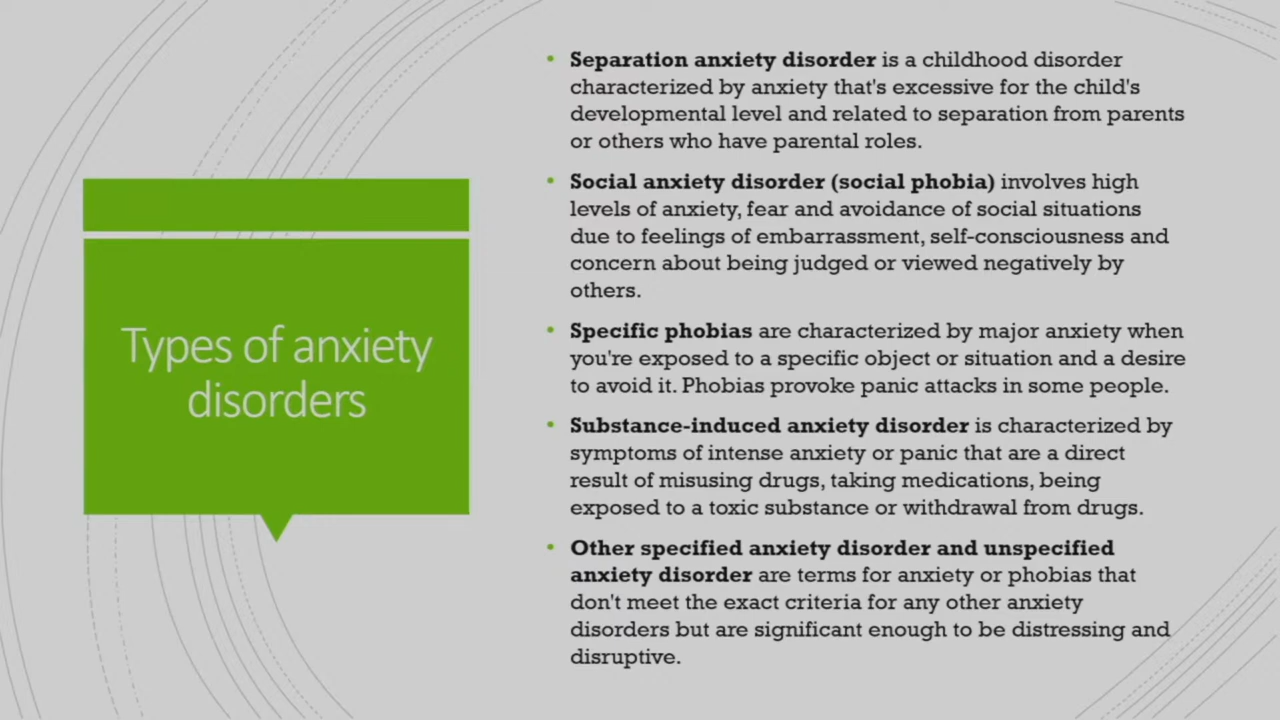 Types of anxiety
disorders
• Separation anxiety disorder is a childhood disorder
characterized by anxiety that's excessive for the child's
developmental level and related to separation from parents
or others who have parental roles.
• Social anxiety disorder (social phobia) involves high
levels of anxiety, fear and avoidance of social situations
due to feelings of embarrassment, self-consciousness and
concern about being judged or viewed negatively by
others.
• Specific phobias are characterized by major anxiety when
you're exposed to a specific object or situation and a desire
to avoid it. Phobias provoke panic attacks in some people.
• Substance-induced anxiety disorder is characterized by
symptoms of intense anxiety or panic that are a direct
result of misusing drugs, taking medications, being
exposed to a toxic substance or withdrawal from drugs.
• Other specified anxiety disorder and unspecified
anxiety disorder are terms for anxiety or phobias that
don't meet the exact criteria for any other anxiety
disorders but are significant enough to be distressing and
disruptive.